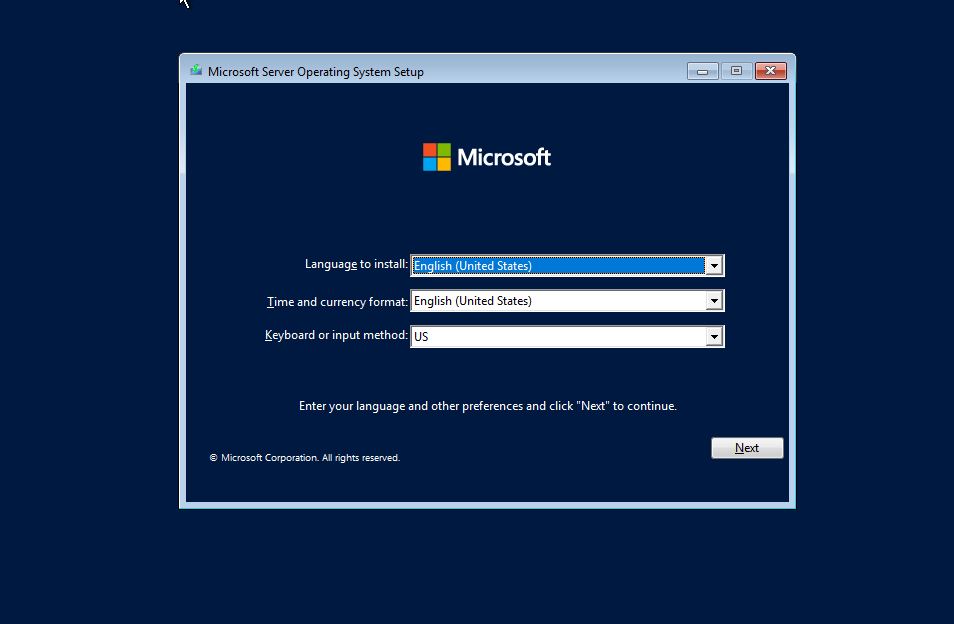 Microsoft Server Operating System Setup
Microsoft
Language to install: English (United States)
Time and currency format: English (United States)
Keyboard or input method: US
Enter your language and other preferences and click "Next" to continue.
Next
© Microsoft Corporation. All rights reserved.